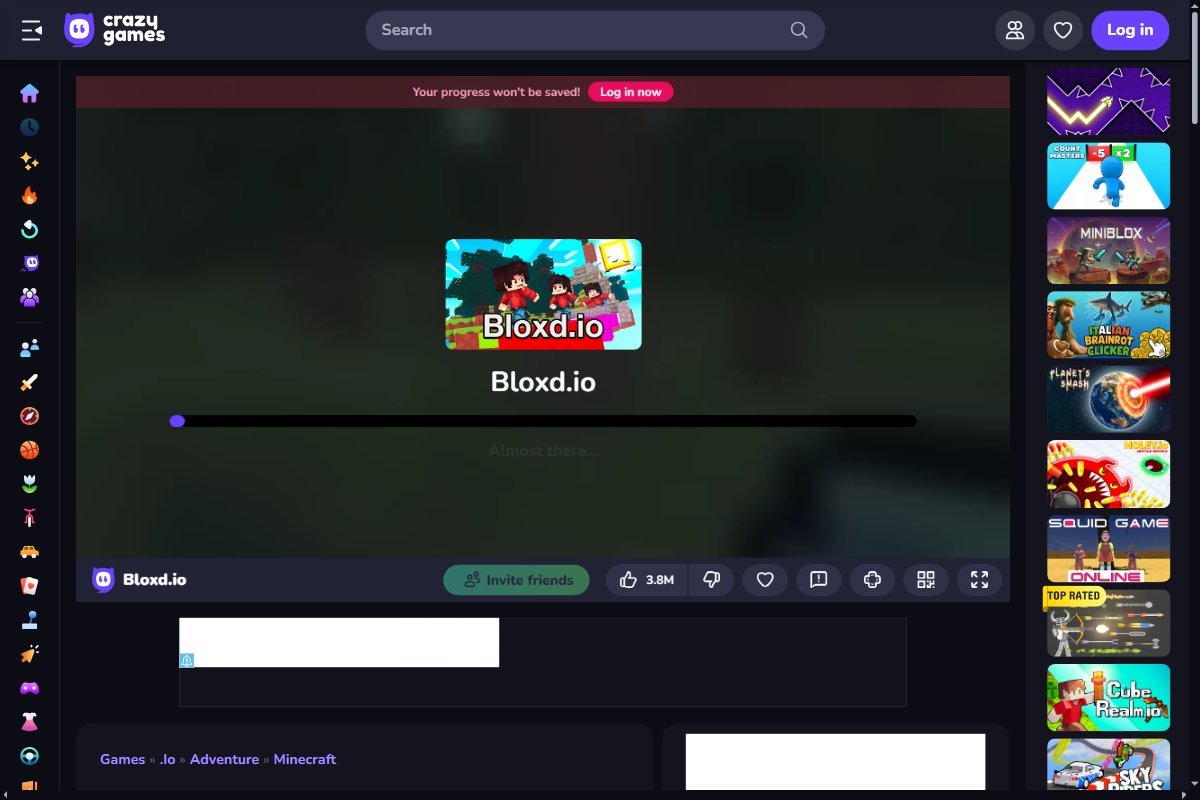 crazy games
Search
Log in
Your progress won't be saved!
Log in now
Bloxd.io
Bloxd.io
Almost there...
Bloxd.io
Invite friends
3.8M
Games » .Io » Adventure » Minecraft
COUNT MASTERS
-5
x2
MINIBLOX
ITALIAN
BRAINROT
CLICKER
PLANET'S
SMASH
HOLEY.IO
SQUID GAME
ONLINE
TOP RATED
Cube
Realm.io
SKY
RIDERS